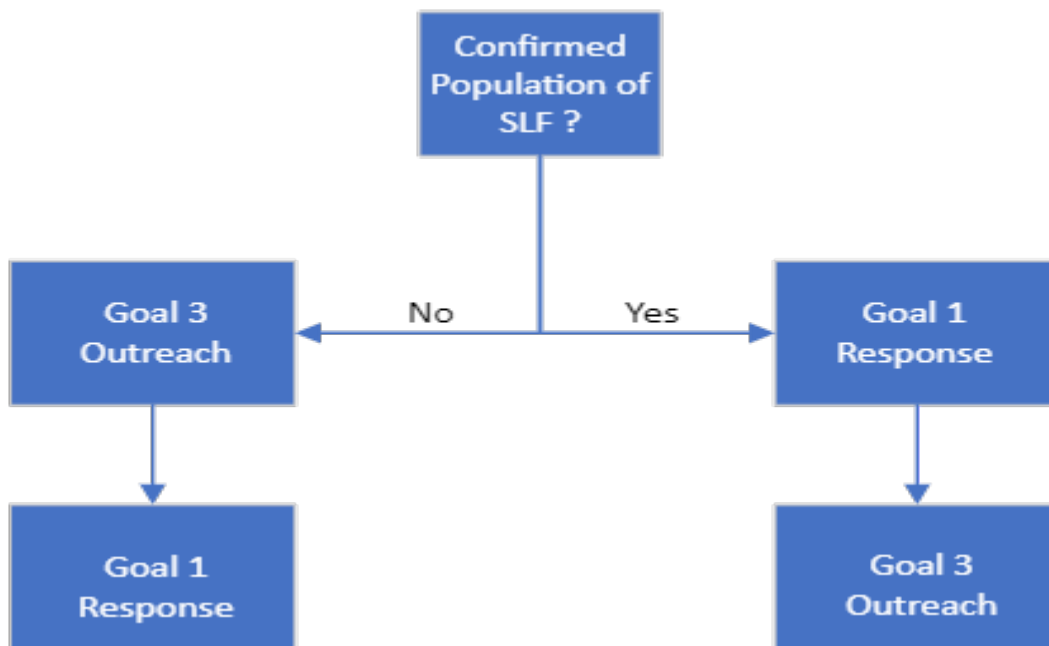 Confirmed
Population of
SLF ?
No
Yes
Goal 3
Outreach
Goal 1
Response
Goal 1
Response
Goal 3
Outreach